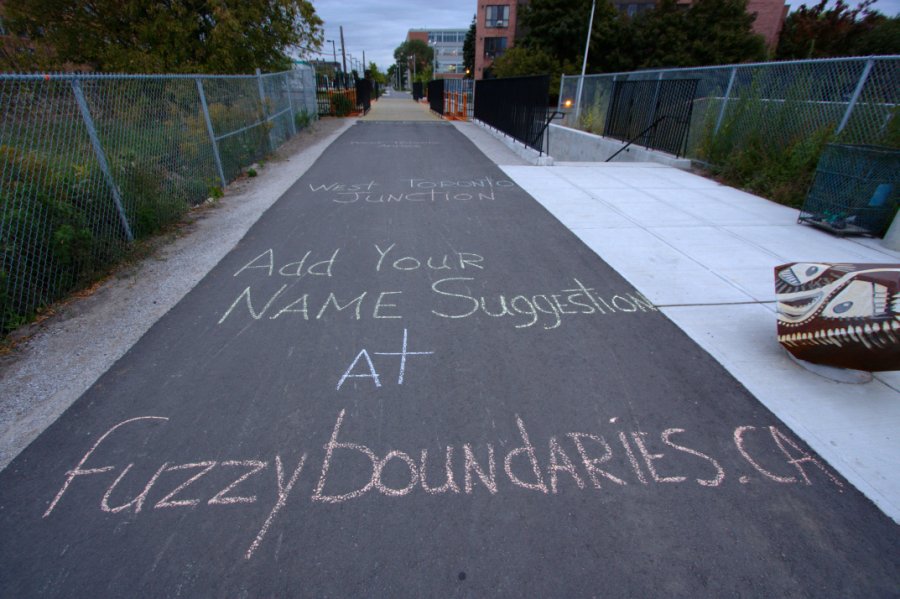 West Toronto
Junction
Add Your
Name Suggestion
At
Fuzzyboundaries.ca